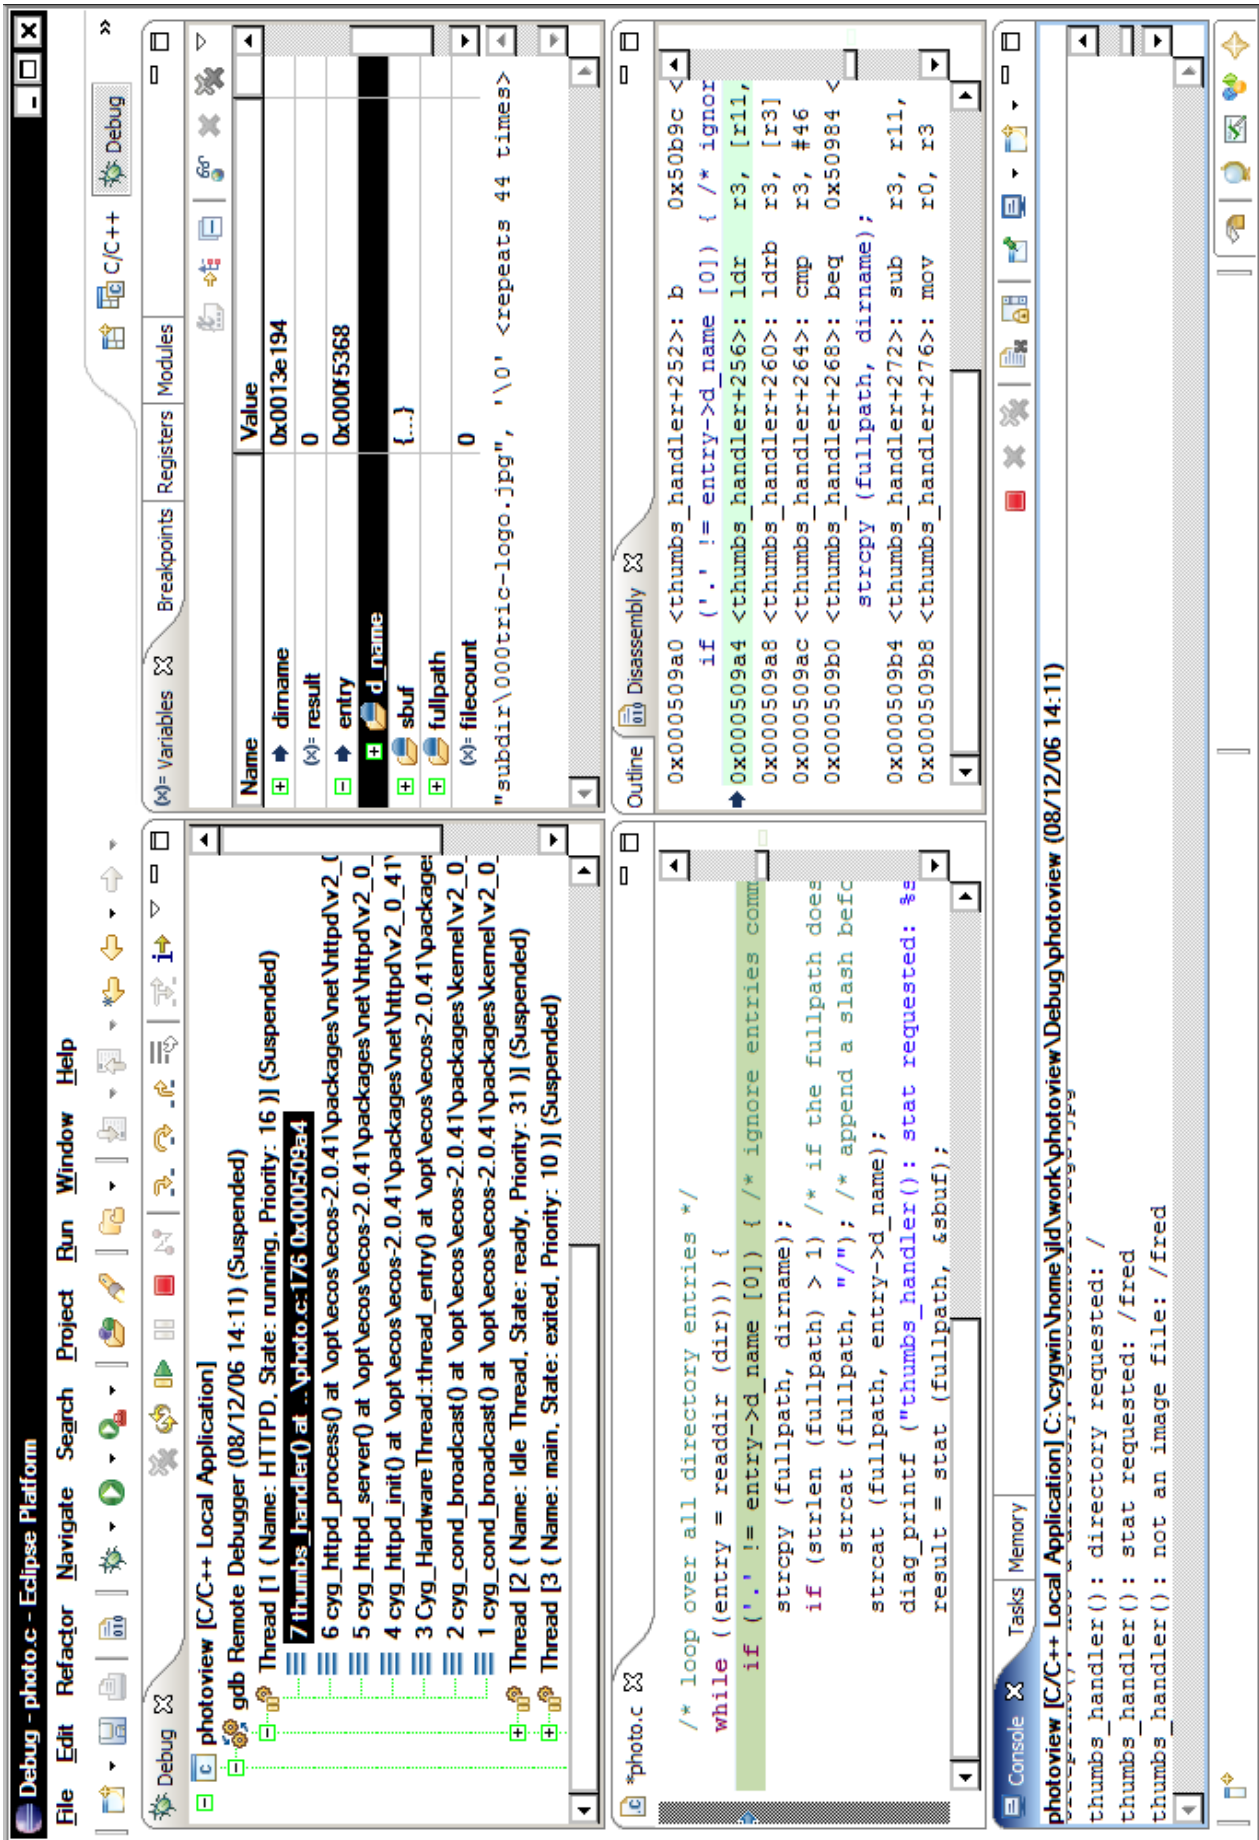 Debug - photo.c - Eclipse Platform
File Edit Refactor Navigate Search Project Run Window Help
C/C++ Debug
Debug
photoview [C/C++ Local Application]
gdb Remote Debugger (08/12/06 14:11) (Suspended)
Thread [1 ( Name: HTTPD, State: running, Priority: 16 )] (Suspended)
7 thumbs_handler() at ..\photo.c:176 0x000509a4
6 cyg_httpd_process() at \opt\ecos\ecos-2.0.41\packages\net\httpd\v2_0
5 cyg_httpd_server() at \opt\ecos\ecos-2.0.41\packages\net\httpd\v2_0_
4 cyg_httpd_init() at \opt\ecos\ecos-2.0.41\packages\net\httpd\v2_0_41\
3 Cyg_HardwareThread::thread_entry() at \opt\ecos\ecos-2.0.41\packages
2 cyg_cond_broadcast() at \opt\ecos\ecos-2.0.41\packages\kernel\v2_0_
1 cyg_cond_broadcast() at \opt\ecos\ecos-2.0.41\packages\kernel\v2_0_
Thread [2 ( Name: Idle Thread, State: ready, Priority: 31 )] (Suspended)
Thread [3 ( Name: main, State: exited, Priority: 10 )] (Suspended)
(x)= Variables Breakpoints Registers Modules
Name Value
dirname 0x0013e194
(x)= result 0
entry 0x000f5368
d_name
sbuf {...}
fullpath
(x)= filecount 0
"subdir\000tric-logo.jpg", '\0' <repeats 44 times>
*photo.c
/* loop over all directory entries */
while ((entry = readdir (dir))) {
if ('.' != entry->d_name [0]) { /* ignore entries comm
strcpy (fullpath, dirname);
if (strlen (fullpath) > 1) /* if the fullpath does
strcat (fullpath, "/"); /* append a slash befo
strcat (fullpath, entry->d_name);
diag_printf ("thumbs_handler(): stat requested: %s
result = stat (fullpath, &sbuf);
Outline Disassembly
0x000509a0 <thumbs_handler+252>: b 0x50b9c <
if ('.' != entry->d_name [0]) { /* ignor
0x000509a4 <thumbs_handler+256>: ldr r3, [r11,
0x000509a8 <thumbs_handler+260>: ldrb r3, [r3]
0x000509ac <thumbs_handler+264>: cmp r3, #46
0x000509b0 <thumbs_handler+268>: beq 0x50984 <
strcpy (fullpath, dirname);
0x000509b4 <thumbs_handler+272>: sub r3, r11,
0x000509b8 <thumbs_handler+276>: mov r0, r3
Console Tasks Memory
photoview [C/C++ Local Application] C:\cygwin\home\jld\work\photoview\Debug\photoview (08/12/06 14:11)
thumbs_handler(): directory requested: /
thumbs_handler(): stat requested: /fred
thumbs_handler(): not an image file: /fred